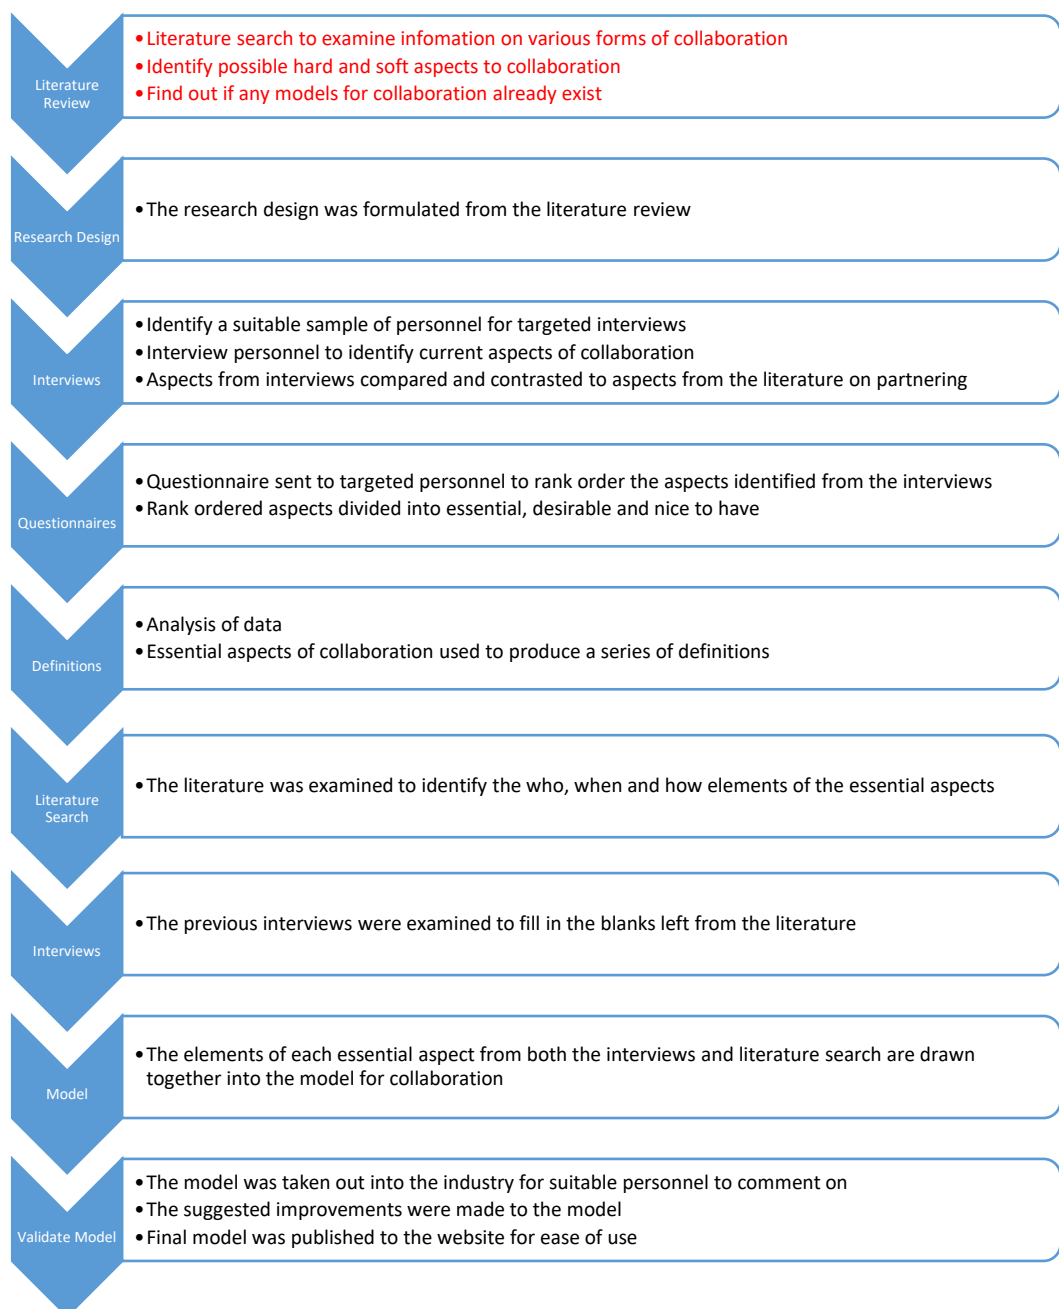 Literature
Review
•Literature search to examine infomation on various forms of collaboration
•Identify possible hard and soft aspects to collaboration
•Find out if any models for collaboration already exist
Research Design
•The research design was formulated from the literature review
Interviews
•Identify a suitable sample of personnel for targeted interviews
•Interview personnel to identify current aspects of collaboration
•Aspects from interviews compared and contrasted to aspects from the literature on partnering
Questionnaires
•Questionnaire sent to targeted personnel to rank order the aspects identified from the interviews
•Rank ordered aspects divided into essential, desirable and nice to have
Definitions
•Analysis of data
•Essential aspects of collaboration used to produce a series of definitions
Literature
Search
•The literature was examined to identify the who, when and how elements of the essential aspects
Interviews
•The previous interviews were examined to fill in the blanks left from the literature
Model
•The elements of each essential aspect from both the interviews and literature search are drawn
together into the model for collaboration
Validate Model
•The model was taken out into the industry for suitable personnel to comment on
•The suggested improvements were made to the model
•Final model was published to the website for ease of use